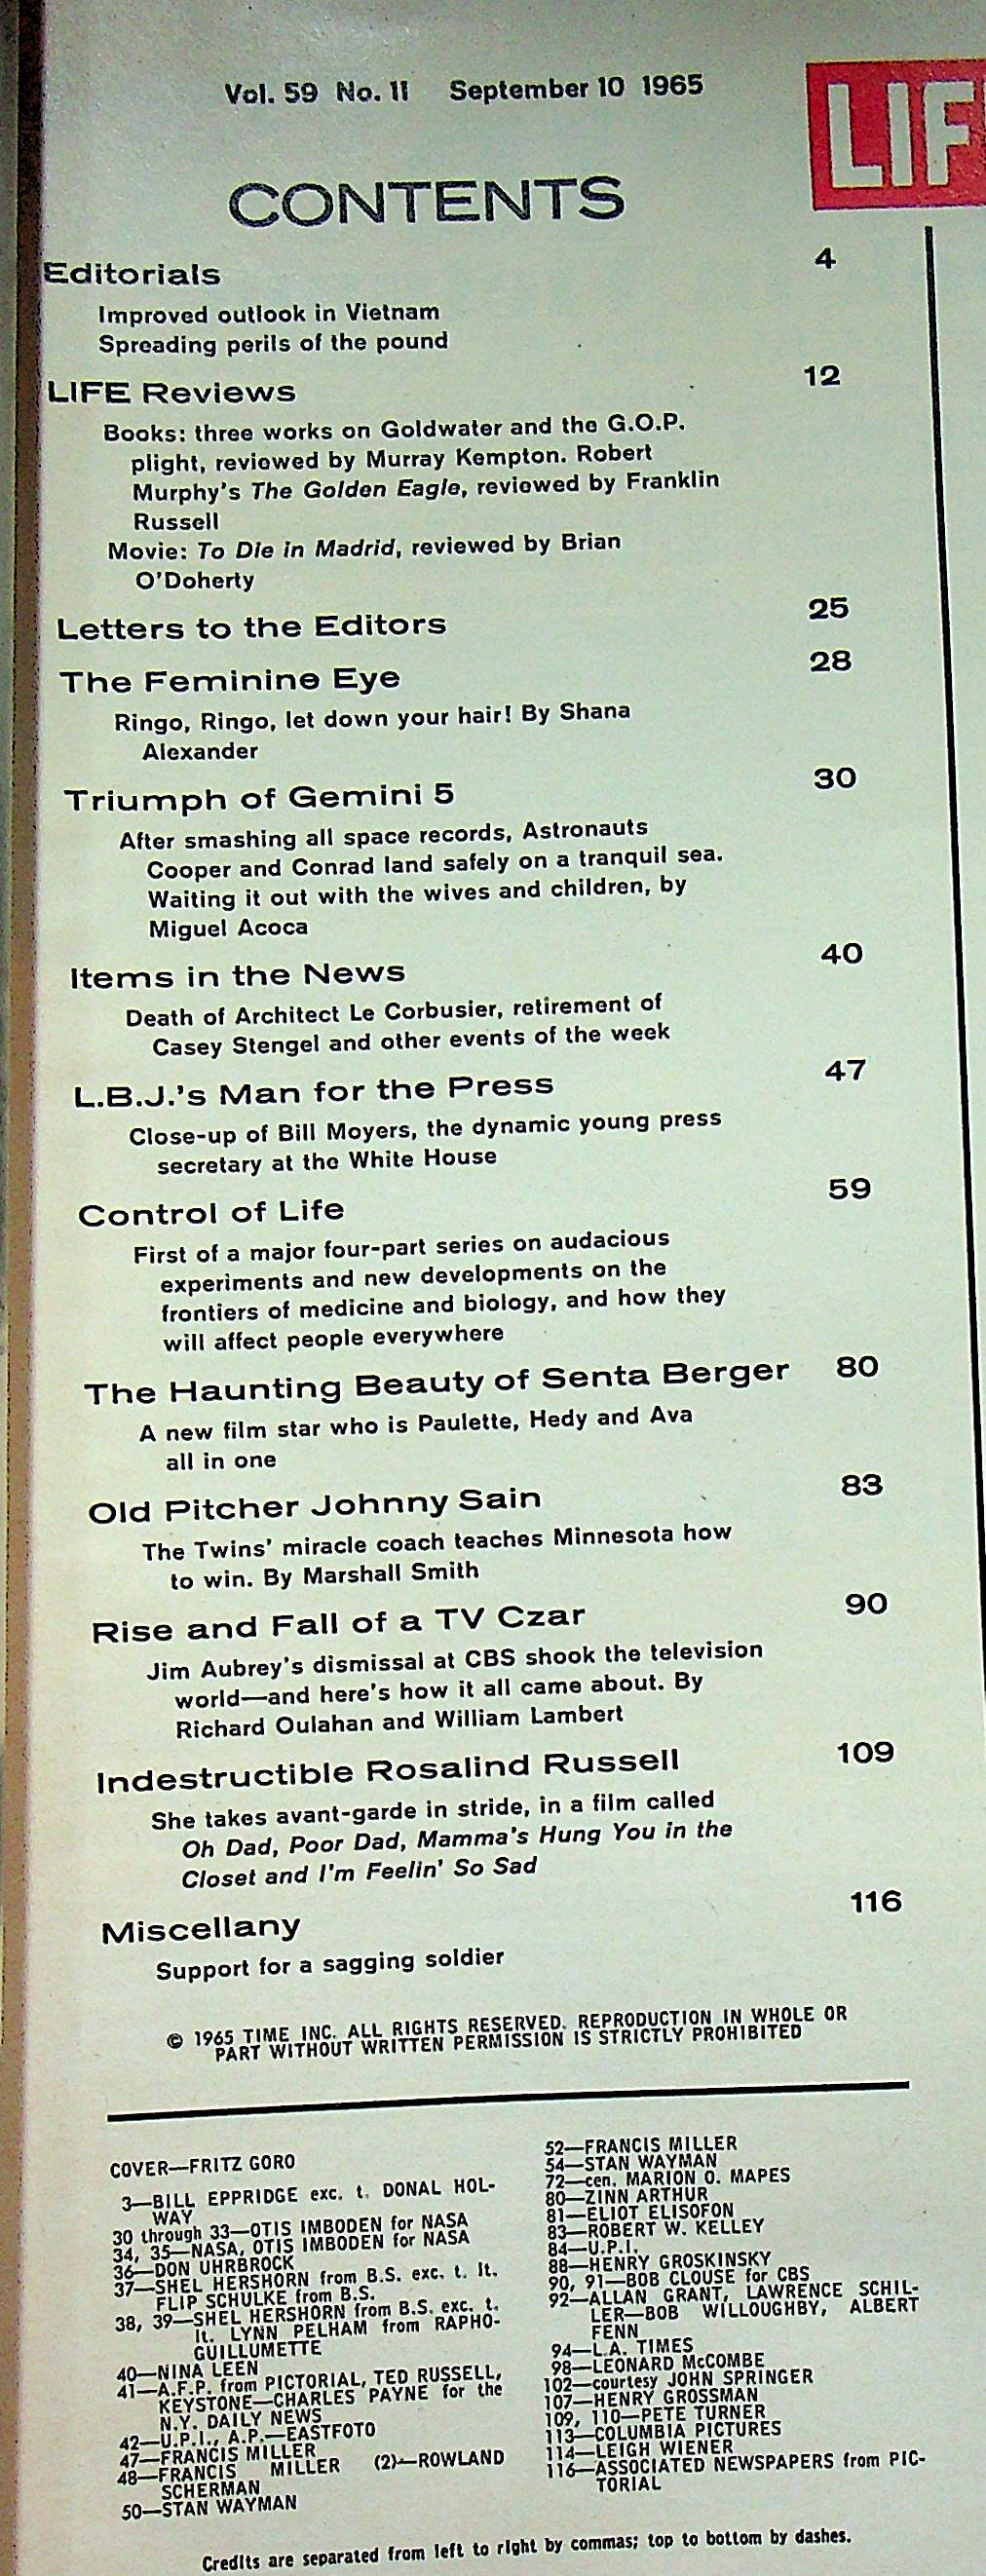 Vol. 59 No. 11 September 10 1965
LIF
CONTENTS
Editorials 4
Improved outlook in Vietnam
Spreading perils of the pound
LIFE Reviews 12
Books: three works on Goldwater and the G.O.P.
plight, reviewed by Murray Kempton. Robert
Murphy's The Golden Eagle, reviewed by Franklin
Russell
Movie: To Die in Madrid, reviewed by Brian
O'Doherty
Letters to the Editors 25
The Feminine Eye 28
Ringo, Ringo, let down your hair! By Shana
Alexander
Triumph of Gemini 5 30
After smashing all space records, Astronauts
Cooper and Conrad land safely on a tranquil sea.
Waiting it out with the wives and children, by
Miguel Acoca
Items in the News 40
Death of Architect Le Corbusier, retirement of
Casey Stengel and other events of the week
L.B.J.'s Man for the Press 47
Close-up of Bill Moyers, the dynamic young press
secretary at the White House
Control of Life 59
First of a major four-part series on audacious
experiments and new developments on the
frontiers of medicine and biology, and how they
will affect people everywhere
The Haunting Beauty of Senta Berger 80
A new film star who is Paulette, Hedy and Ava
all in one
Old Pitcher Johnny Sain 83
The Twins' miracle coach teaches Minnesota how
to win. By Marshall Smith
Rise and Fall of a TV Czar 90
Jim Aubrey's dismissal at CBS shook the television
world—and here's how it all came about. By
Richard Oulahan and William Lambert
Indestructible Rosalind Russell 109
She takes avant-garde in stride, in a film called
Oh Dad, Poor Dad, Mamma's Hung You in the
Closet and I'm Feelin' So Sad
Miscellany 116
Support for a sagging soldier
© 1965 TIME INC. ALL RIGHTS RESERVED. REPRODUCTION IN WHOLE OR
PART WITHOUT WRITTEN PERMISSION IS STRICTLY PROHIBITED
COVER—FRITZ GORO
3—BILL EPPRIDGE exc. t. DONAL HOL-
WAY
30 through 33—OTIS IMBODEN for NASA
34, 35—NASA, OTIS IMBODEN for NASA
36—DON UHRBROCK
37—SHEL HERSHORN from B.S. exc. t. lt.
FLIP SCHULKE from B.S.
38, 39—SHEL HERSHORN from B.S. exc. t.
lt. LYNN PELHAM from RAPHO-
GUILLUMETTE
40—NINA LEEN
41—A.F.P. from PICTORIAL, TED RUSSELL,
KEYSTONE—CHARLES PAYNE for the
N.Y. DAILY NEWS
42—U.P.I., A.P.—EASTFOTO
47—FRANCIS MILLER
48—FRANCIS MILLER (2)—ROWLAND
SCHERMAN
50—STAN WAYMAN
52—FRANCIS MILLER
54—STAN WAYMAN
72—cen. MARION O. MAPES
80—ZINN ARTHUR
81—ELIOT ELISOFON
83—ROBERT W. KELLEY
84—U.P.I.
88—HENRY GROSKINSKY
90, 91—BOB CLOUSE for CBS
92—ALLAN GRANT, LAWRENCE SCHIL-
LER—BOB WILLOUGHBY, ALBERT
FENN
94—L.A. TIMES
98—LEONARD McCOMBE
102—courtesy JOHN SPRINGER
107—HENRY GROSSMAN
109, 110—PETE TURNER
113—COLUMBIA PICTURES
114—LEIGH WIENER
116—ASSOCIATED NEWSPAPERS from PIC-
TORIAL
Credits are separated from left to right by commas; top to bottom by dashes.